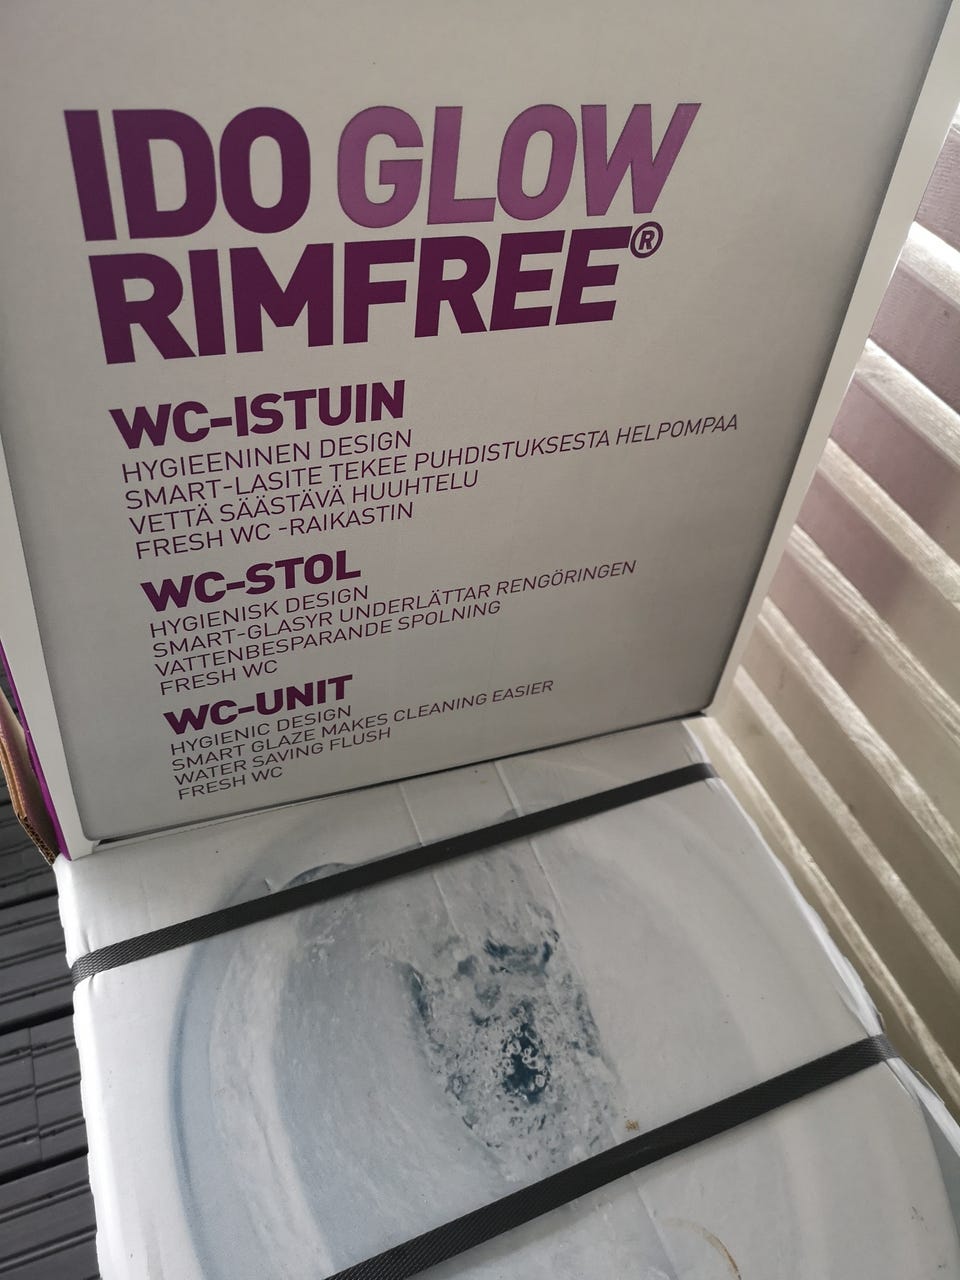 IDO GLOW
RIMFREE®
WC-ISTUIN
HYGIEENINEN DESIGN
SMART-LASITE TEKEE PUHDISTUKSESTA HELPOMPAA
VETTÄ SÄÄSTÄVÄ HUUHTELU
FRESH WC -RAIKASTIN
WC-STOL
HYGIENISK DESIGN
SMART-GLASYR UNDERLÄTTAR RENGÖRINGEN
VATTENBESPARANDE SPOLNING
FRESH WC
WC-UNIT
HYGIENIC DESIGN
SMART GLAZE MAKES CLEANING EASIER
WATER SAVING FLUSH
FRESH WC